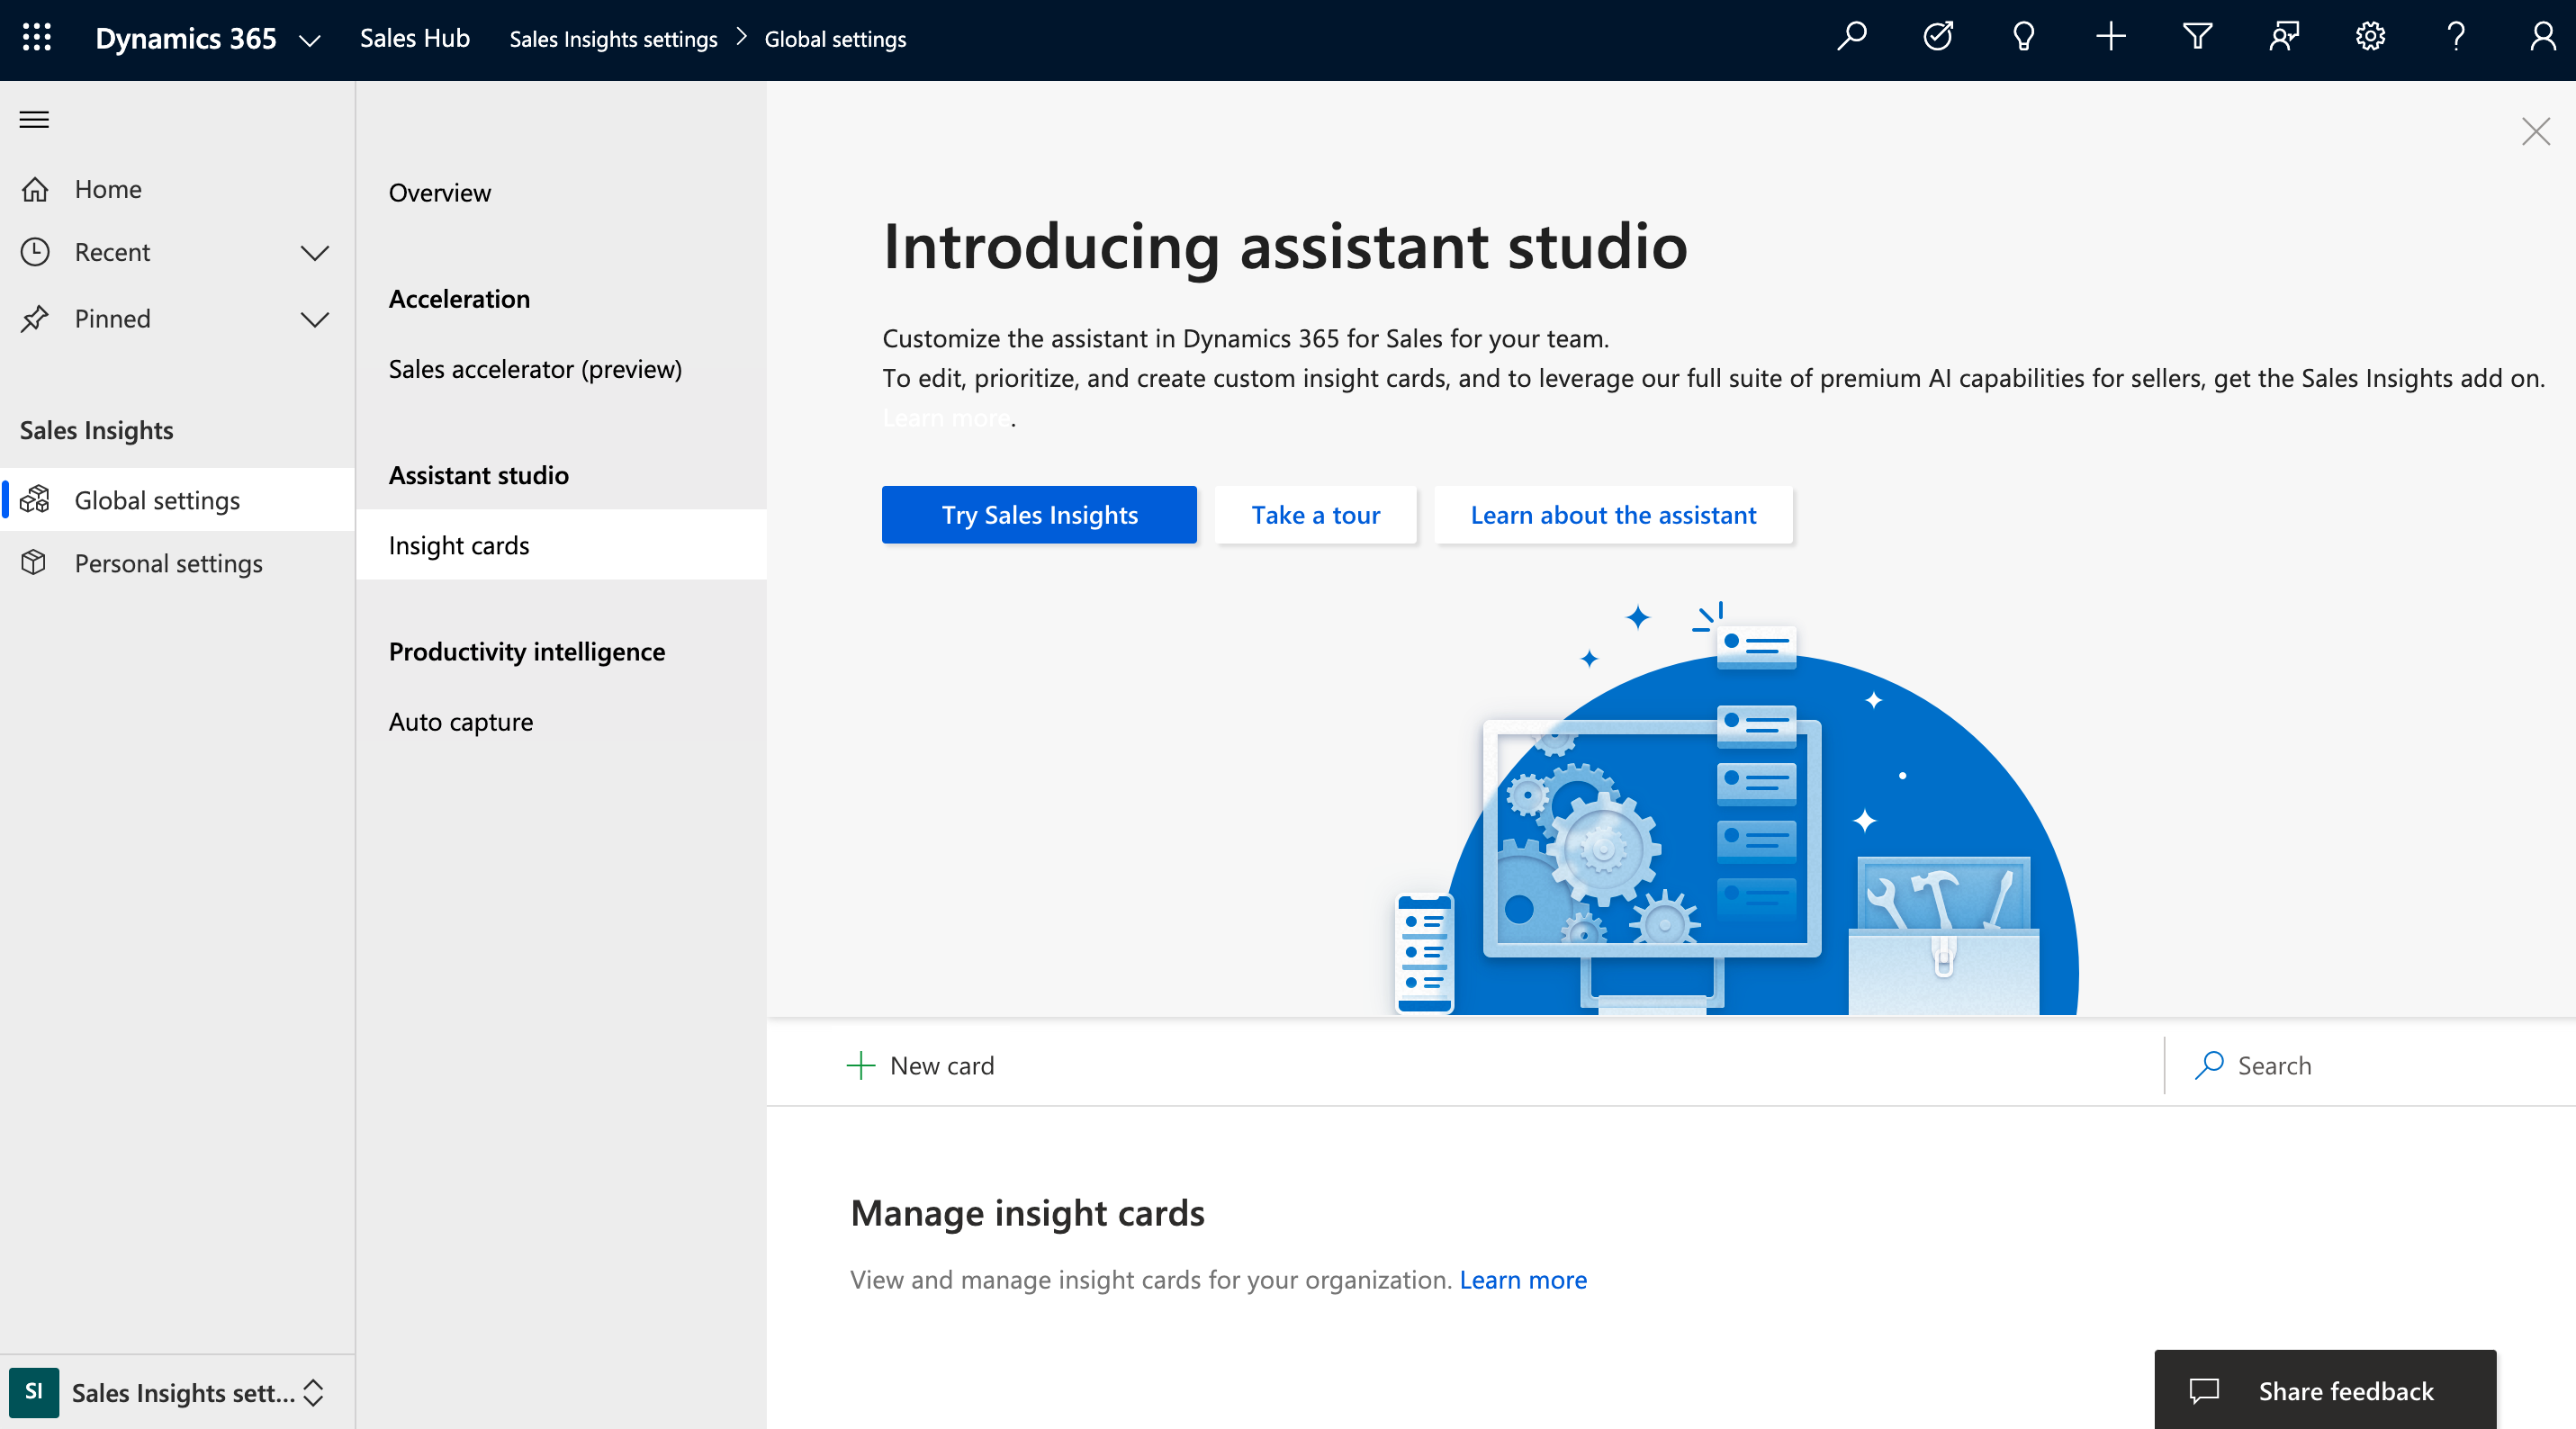 Dynamics 365
Sales Hub
Sales Insights settings
Global settings
Home
Recent
Pinned
Sales Insights
Global settings
Personal settings
SI
Sales Insights sett...
Overview
Acceleration
Sales accelerator (preview)
Assistant studio
Insight cards
Productivity intelligence
Auto capture
Introducing assistant studio
Customize the assistant in Dynamics 365 for Sales for your team.
To edit, prioritize, and create custom insight cards, and to leverage our full suite of premium AI capabilities for sellers, get the Sales Insights add on.
Learn more.
Try Sales Insights
Take a tour
Learn about the assistant
New card
Search
Manage insight cards
View and manage insight cards for your organization. Learn more
Share feedback